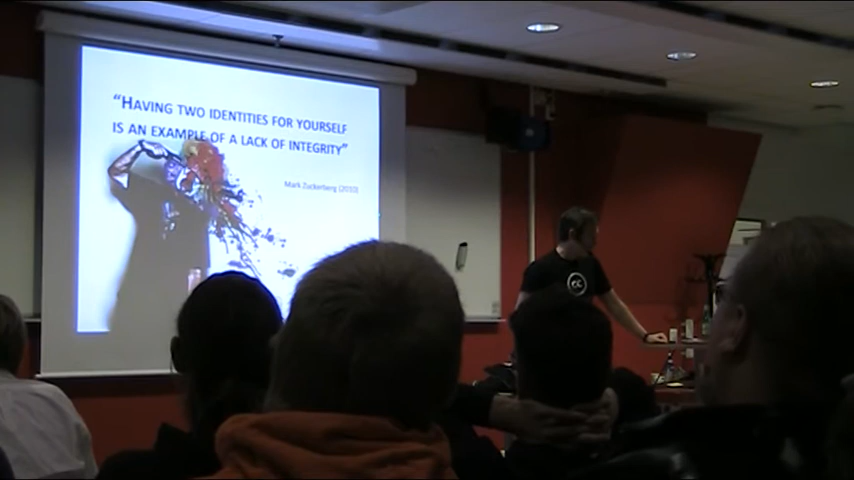 “HAVING TWO IDENTITIES FOR YOURSELF
IS AN EXAMPLE OF A LACK OF INTEGRITY”
Mark Zuckerberg (2010)
cc